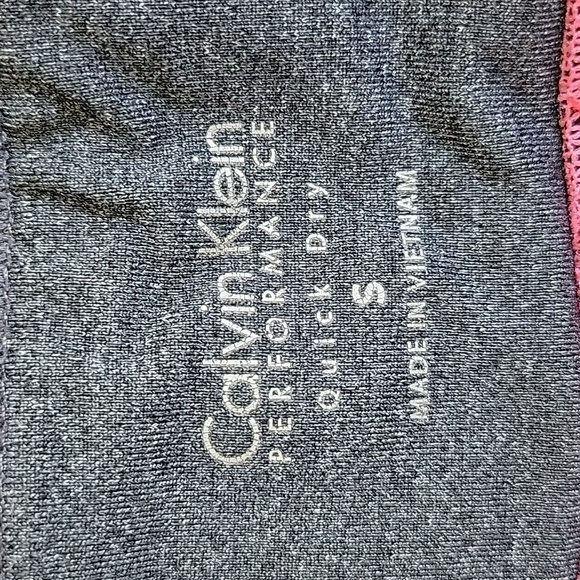 Calvin Klein
PERFORMANCE
Quick Dry
S
MADE IN VIETNAM